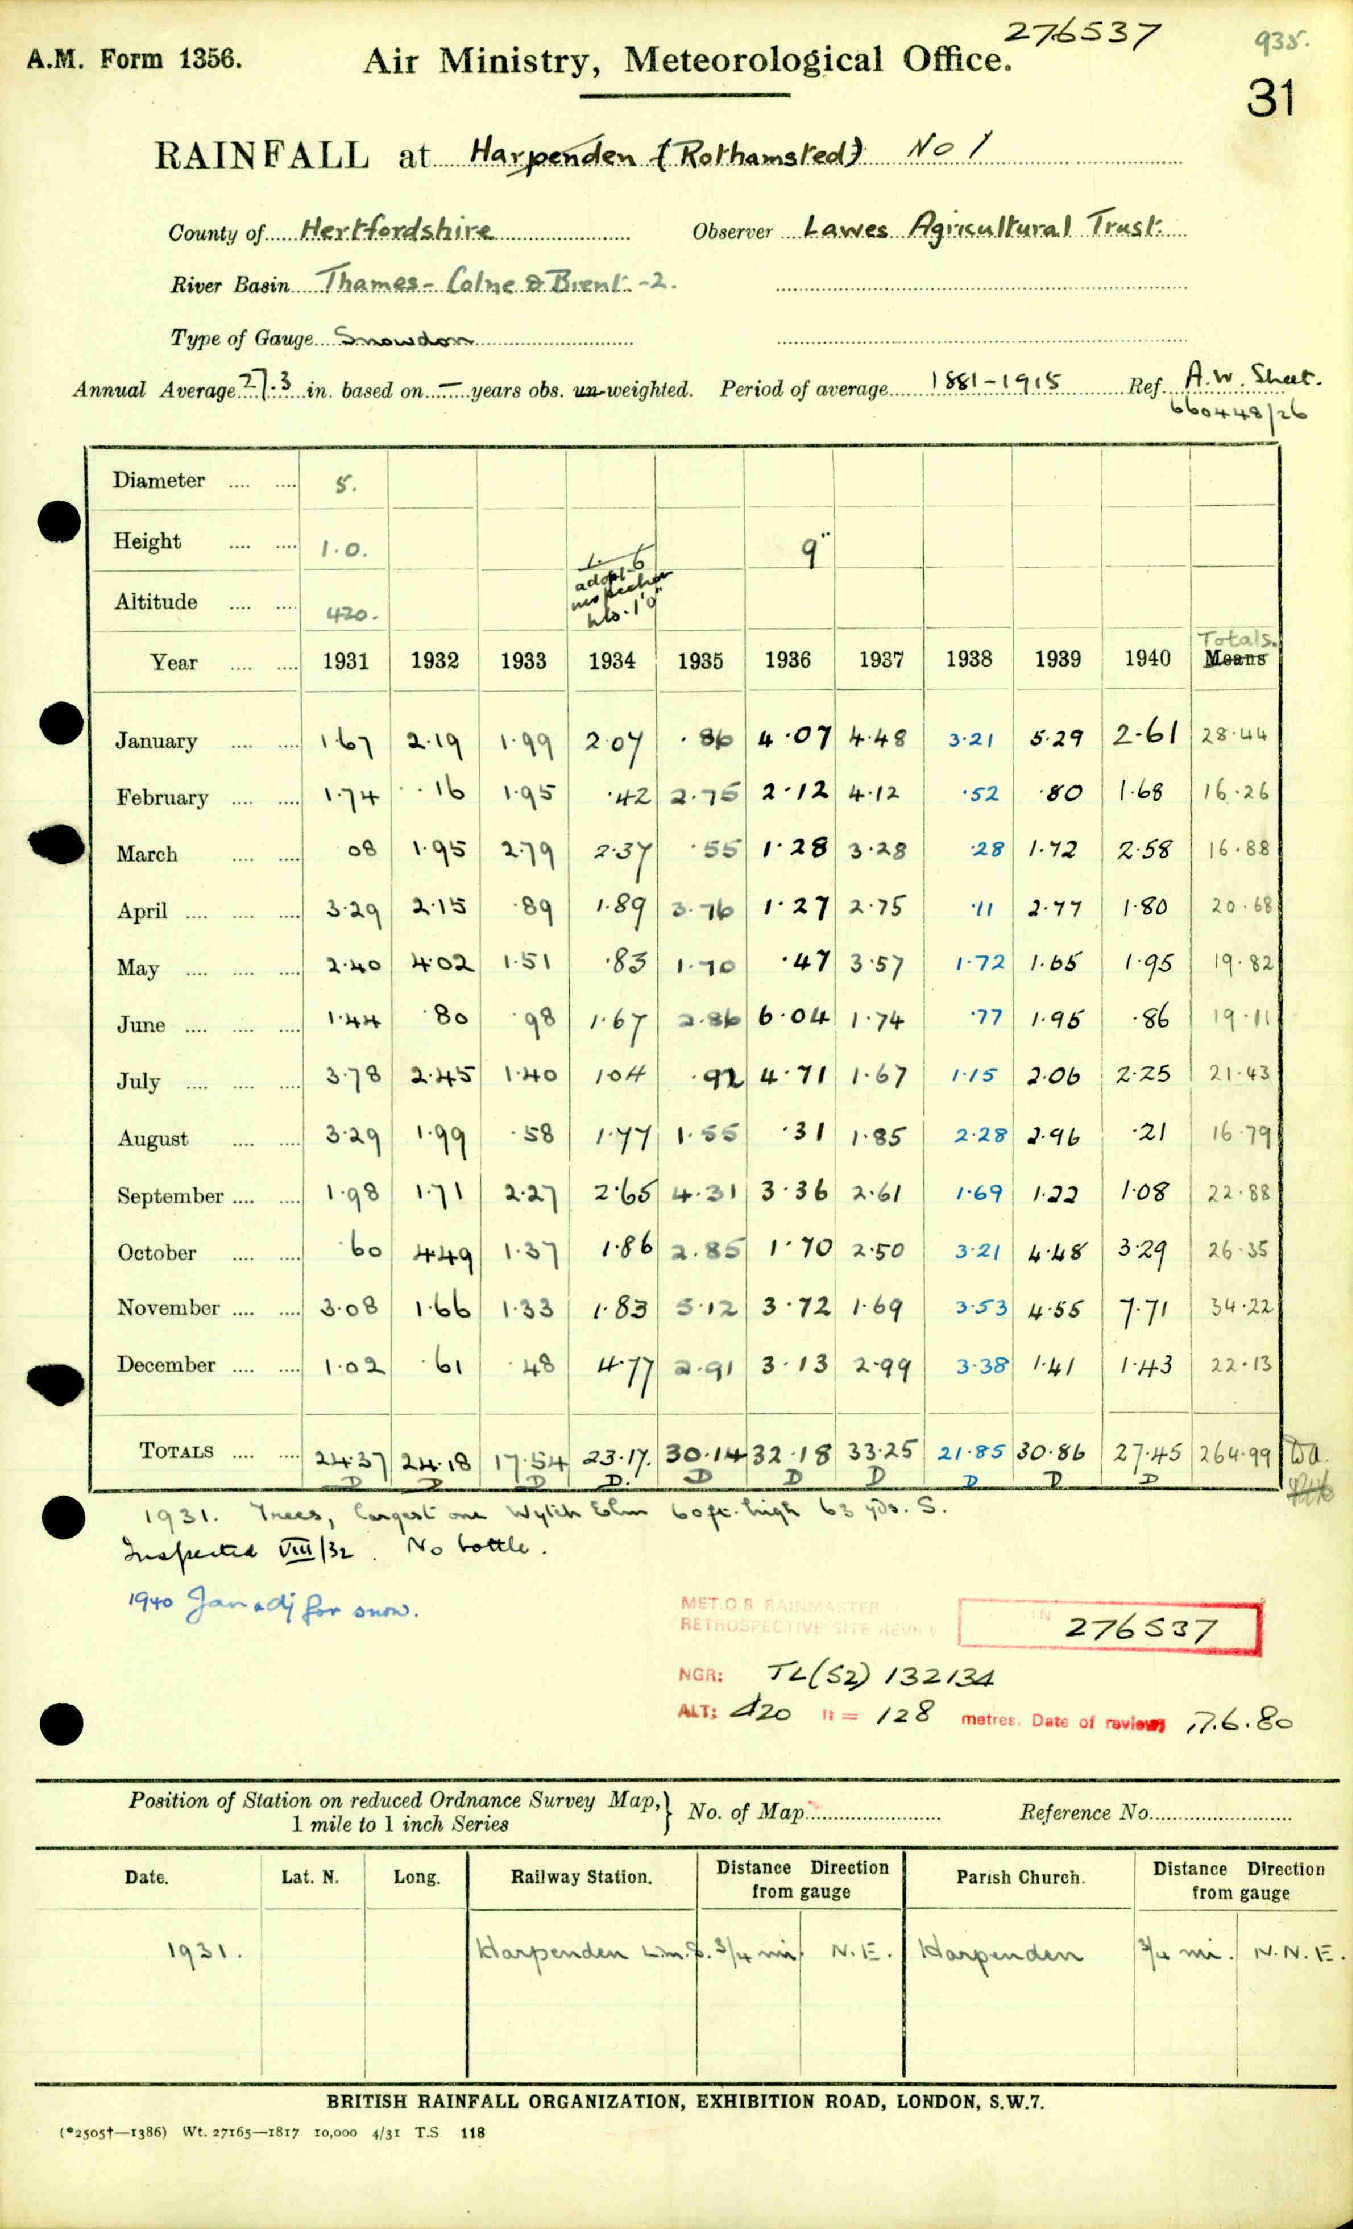 276537
935.
A.M. Form 1356.
Air Ministry, Meteorological Office.
31
RAINFALL at Harpenden (Rothamsted) No 1
County of Hertfordshire Observer Lawes Agricultural Trust.
River Basin Thames - Colne & Brent - 2.
Type of Gauge Snowdon
Annual Average 27.3 in. based on — years obs. un-weighted. Period of average 1881-1915 Ref. A.W. Sheet.
660448/26
Diameter .... .... 5.
Height .... .... 1.0. 1.6 9"
adopt
inspection
hts. 1'0"
Altitude .... .... 420.
Totals.
Year .... .... 1931 1932 1933 1934 1935 1936 1937 1938 1939 1940 Means
January .... .... 1.67 2.19 1.99 2.07 .86 4.07 4.48 3.21 5.29 2.61 28.44
February .... .... 1.74 .16 1.95 .42 2.75 2.12 4.12 .52 .80 1.68 16.26
March .... .... 08 1.95 2.79 2.37 .55 1.28 3.28 .28 1.72 2.58 16.88
April .... .... .... 3.29 2.15 .89 1.89 3.76 1.27 2.75 .11 2.77 1.80 20.68
May .... .... .... 2.40 4.02 1.51 .83 1.70 .47 3.57 1.72 1.65 1.95 19.82
June .... .... .... 1.44 .80 .98 1.67 2.86 6.04 1.74 .77 1.95 .86 19.11
July .... .... .... 3.78 2.45 1.40 1.04 .92 4.71 1.67 1.15 2.06 2.25 21.43
August .... .... 3.29 1.99 .58 1.77 1.55 .31 1.85 2.28 2.96 .21 16.79
September .... .... 1.98 1.71 2.27 2.65 4.31 3.36 2.61 1.69 1.22 1.08 22.88
October .... .... .60 4.49 1.37 1.86 2.85 1.70 2.50 3.21 4.48 3.29 26.35
November .... .... 3.08 1.66 1.33 1.83 5.12 3.72 1.69 3.53 4.55 7.71 34.22
December .... .... 1.02 .61 .48 4.77 2.91 3.13 2.99 3.38 1.41 1.43 22.13
TOTALS .... .... 24.37 24.18 17.54 23.17. 30.14 32.18 33.25 21.85 30.86 27.45 264.99
D D D D. D D D D D D
1931. Trees, largest one Wytch Elm 60ft. high 63 yds. S.
Inspected VIII/32. No bottle.
1940 Jan adj for snow.
MET.O 8 RAINMASTER
RETROSPECTIVE SITE REVIEW
276537
NGR: TL(52) 132134
ALT: 420 ft = 128 metres. Date of review 17.6.80
Position of Station on reduced Ordnance Survey Map,} No. of Map Reference No.
1 mile to 1 inch Series
Date. Lat. N. Long. Railway Station. Distance Direction from gauge Parish Church. Distance Direction from gauge
1931. Harpenden L.m.S. 3/4 mi. N.E. Harpenden 3/4 mi. N.N.E.
BRITISH RAINFALL ORGANIZATION, EXHIBITION ROAD, LONDON, S.W.7.
(*2505†—1386) Wt. 27165—1817 10,000 4/31 T.S 118